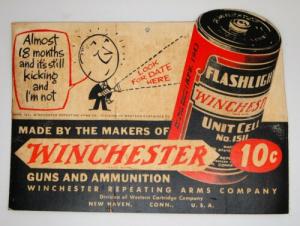 Almost
18 months
and it's still
kicking
and
I'm not
LOOK
FOR DATE
HERE
FLASHLIGHT
WINCHESTER
UNIT CELL
No. 1511
MADE BY THE MAKERS OF
WINCHESTER
10¢
GUNS AND AMMUNITION
WINCHESTER REPEATING ARMS COMPANY
Division of Western Cartridge Company
NEW HAVEN, CONN., U.S.A.